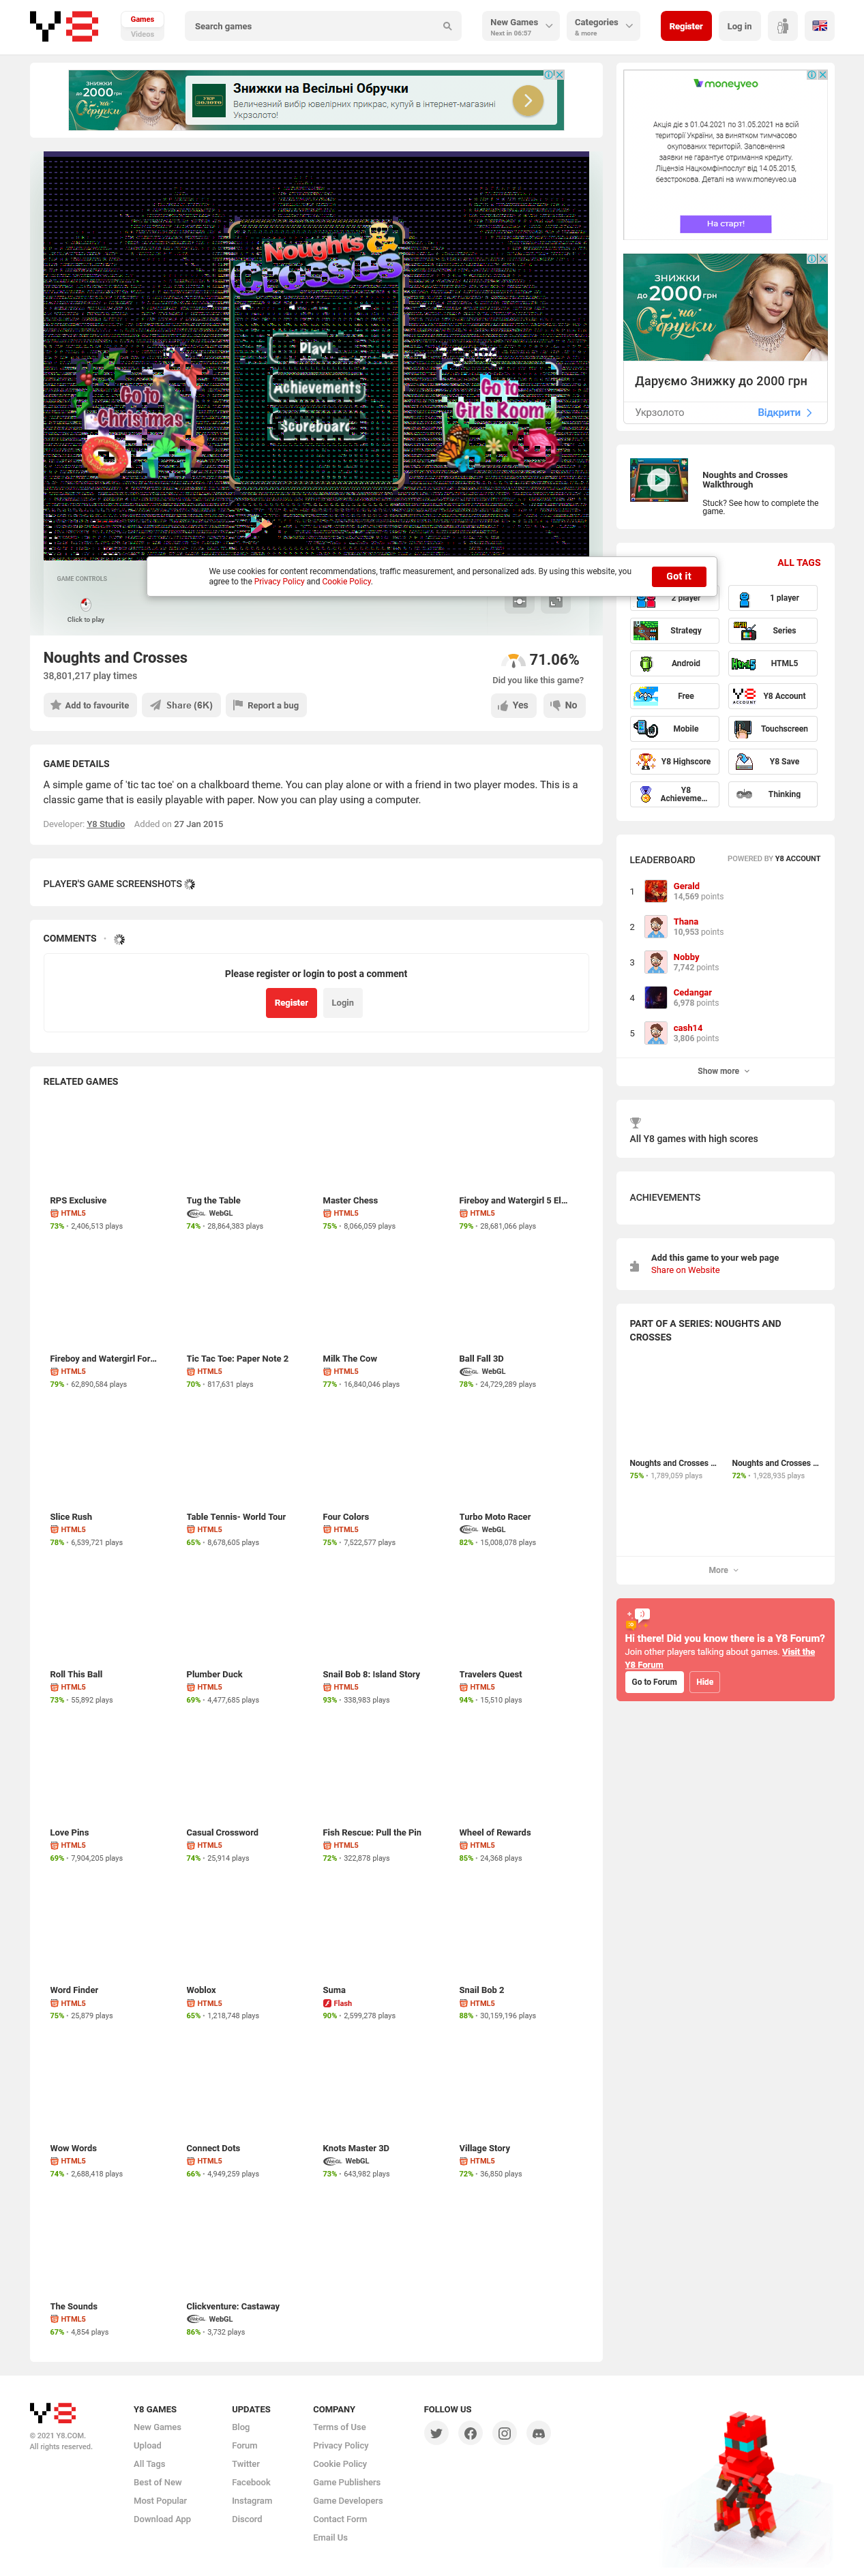 Games
Videos
Search games
New Games
Next in 06:57
Categories
& more
Register
Log in
знижки
до 2000 грн
на
Обручки
УКР ЗОЛОТО
Знижки на Весільні Обручки
Величезний вибір ювелірних прикрас, купуй в інтернет-магазині
Укрзолото!
moneyveo
Акція діє з 01.04.2021 по 31.05.2021 на всій
території України, за винятком тимчасово
окупованих територій. Заповнення
заявки не гарантує отримання кредиту.
Ліцензія Нацкомфінпослуг від 14.05.2015,
безстрокова. Деталі на www.moneyveo.ua
На старт!
знижки
до 2000 грн
на
Обручки
Даруємо Знижку до 2000 грн
Укрзолото
Відкрити
Noughts &
Crosses
Play!
Achievements
Scoreboard
Go to
Christmas
Go to
Girls Room
Noughts and Crosses
Walkthrough
Stuck? See how to complete the
game.
We use cookies for content recommendations, traffic measurement, and personalized ads. By using this website, you
agree to the Privacy Policy and Cookie Policy.
Got it
GAME CONTROLS
Click to play
ALL TAGS
2 player
1 player
Strategy
Series
Android
HTML5
Free
Y8 Account
Mobile
Touchscreen
Y8 Highscore
Y8 Save
Y8
Achieveme...
Thinking
Noughts and Crosses
38,801,217 play times
71.06%
Did you like this game?
Add to favourite
Share (6K)
Report a bug
Yes
No
GAME DETAILS
A simple game of 'tic tac toe' on a chalkboard theme. You can play alone or with a friend in two player modes. This is a
classic game that is easily playable with paper. Now you can play using a computer.
Developer: Y8 Studio Added on 27 Jan 2015
PLAYER'S GAME SCREENSHOTS
COMMENTS
Please register or login to post a comment
Register
Login
LEADERBOARD
POWERED BY Y8 ACCOUNT
1 Gerald
14,569 points
2 Thana
10,953 points
3 Nobby
7,742 points
4 Cedangar
6,978 points
5 cash14
3,806 points
Show more
All Y8 games with high scores
ACHIEVEMENTS
Add this game to your web page
Share on Website
PART OF A SERIES: NOUGHTS AND
CROSSES
Noughts and Crosses ...
75% • 1,789,059 plays
Noughts and Crosses ...
72% • 1,928,935 plays
More
Hi there! Did you know there is a Y8 Forum?
Join other players talking about games. Visit the
Y8 Forum
Go to Forum
Hide
RELATED GAMES
RPS Exclusive
HTML5
73% • 2,406,513 plays
Tug the Table
WebGL
74% • 28,864,383 plays
Master Chess
HTML5
75% • 8,066,059 plays
Fireboy and Watergirl 5 El...
HTML5
79% • 28,681,066 plays
Fireboy and Watergirl For...
HTML5
79% • 62,890,584 plays
Tic Tac Toe: Paper Note 2
HTML5
70% • 817,631 plays
Milk The Cow
HTML5
77% • 16,840,046 plays
Ball Fall 3D
WebGL
78% • 24,729,289 plays
Slice Rush
HTML5
78% • 6,539,721 plays
Table Tennis- World Tour
HTML5
65% • 8,678,605 plays
Four Colors
HTML5
75% • 7,522,577 plays
Turbo Moto Racer
WebGL
82% • 15,008,078 plays
Roll This Ball
HTML5
73% • 55,892 plays
Plumber Duck
HTML5
69% • 4,477,685 plays
Snail Bob 8: Island Story
HTML5
93% • 338,983 plays
Travelers Quest
HTML5
94% • 15,510 plays
Love Pins
HTML5
69% • 7,904,205 plays
Casual Crossword
HTML5
74% • 25,914 plays
Fish Rescue: Pull the Pin
HTML5
72% • 322,878 plays
Wheel of Rewards
HTML5
85% • 24,368 plays
Word Finder
HTML5
75% • 25,879 plays
Woblox
HTML5
65% • 1,218,748 plays
Suma
Flash
90% • 2,599,278 plays
Snail Bob 2
HTML5
88% • 30,159,196 plays
Wow Words
HTML5
74% • 2,688,418 plays
Connect Dots
HTML5
66% • 4,949,259 plays
Knots Master 3D
WebGL
73% • 643,982 plays
Village Story
HTML5
72% • 36,850 plays
The Sounds
HTML5
67% • 4,854 plays
Clickventure: Castaway
WebGL
86% • 3,732 plays
© 2021 Y8.COM.
All rights reserved.
Y8 GAMES
New Games
Upload
All Tags
Best of New
Most Popular
Download App
UPDATES
Blog
Forum
Twitter
Facebook
Instagram
Discord
COMPANY
Terms of Use
Privacy Policy
Cookie Policy
Game Publishers
Game Developers
Contact Form
Email Us
FOLLOW US